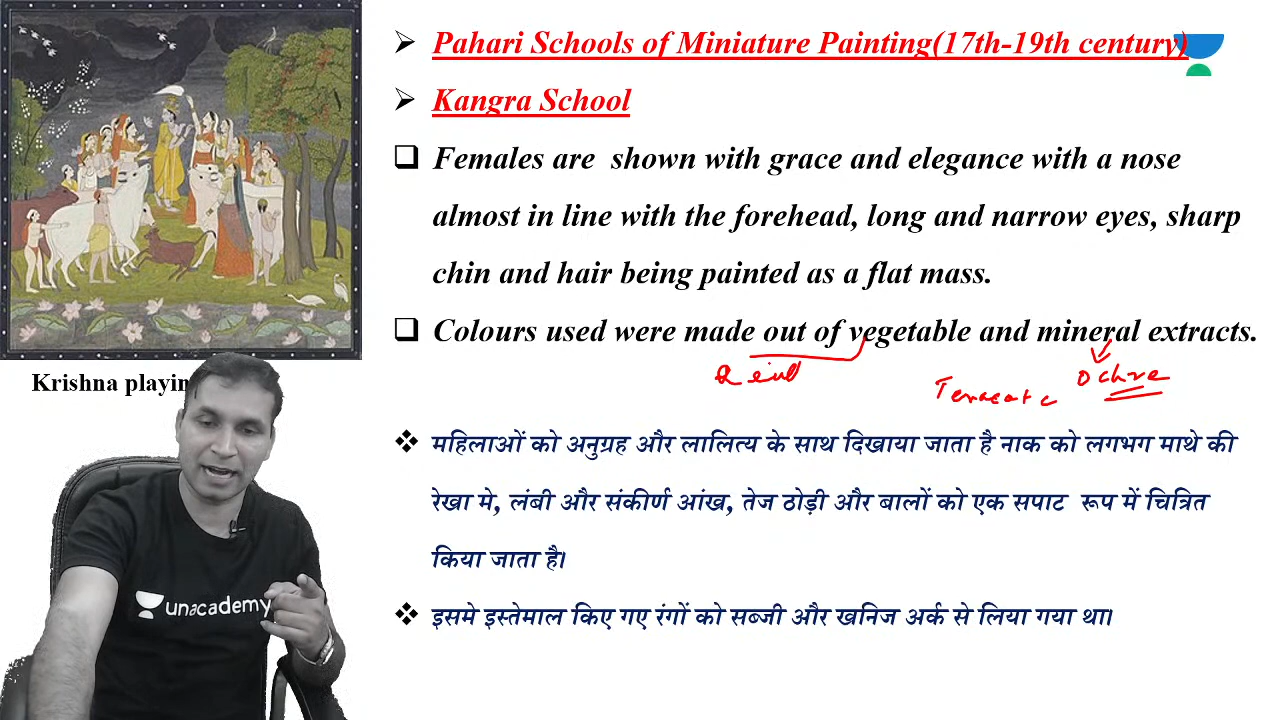 ➢ Pahari Schools of Miniature Painting(17th-19th century)
➢ Kangra School
❑ Females are shown with grace and elegance with a nose
almost in line with the forehead, long and narrow eyes, sharp
chin and hair being painted as a flat mass.
❑ Colours used were made out of vegetable and mineral extracts.
Ochre
Krishna playin
❖ महिलाओं को अनुग्रह और लालित्य के साथ दिखाया जाता है नाक को लगभग माथे की
रेखा मे, लंबी और संकीर्ण आंख, तेज ठोड़ी और बालों को एक सपाट रूप में चित्रित
किया जाता है।
❖ इसमे इस्तेमाल किए गए रंगों को सब्जी और खनिज अर्क से लिया गया था।
unacademy